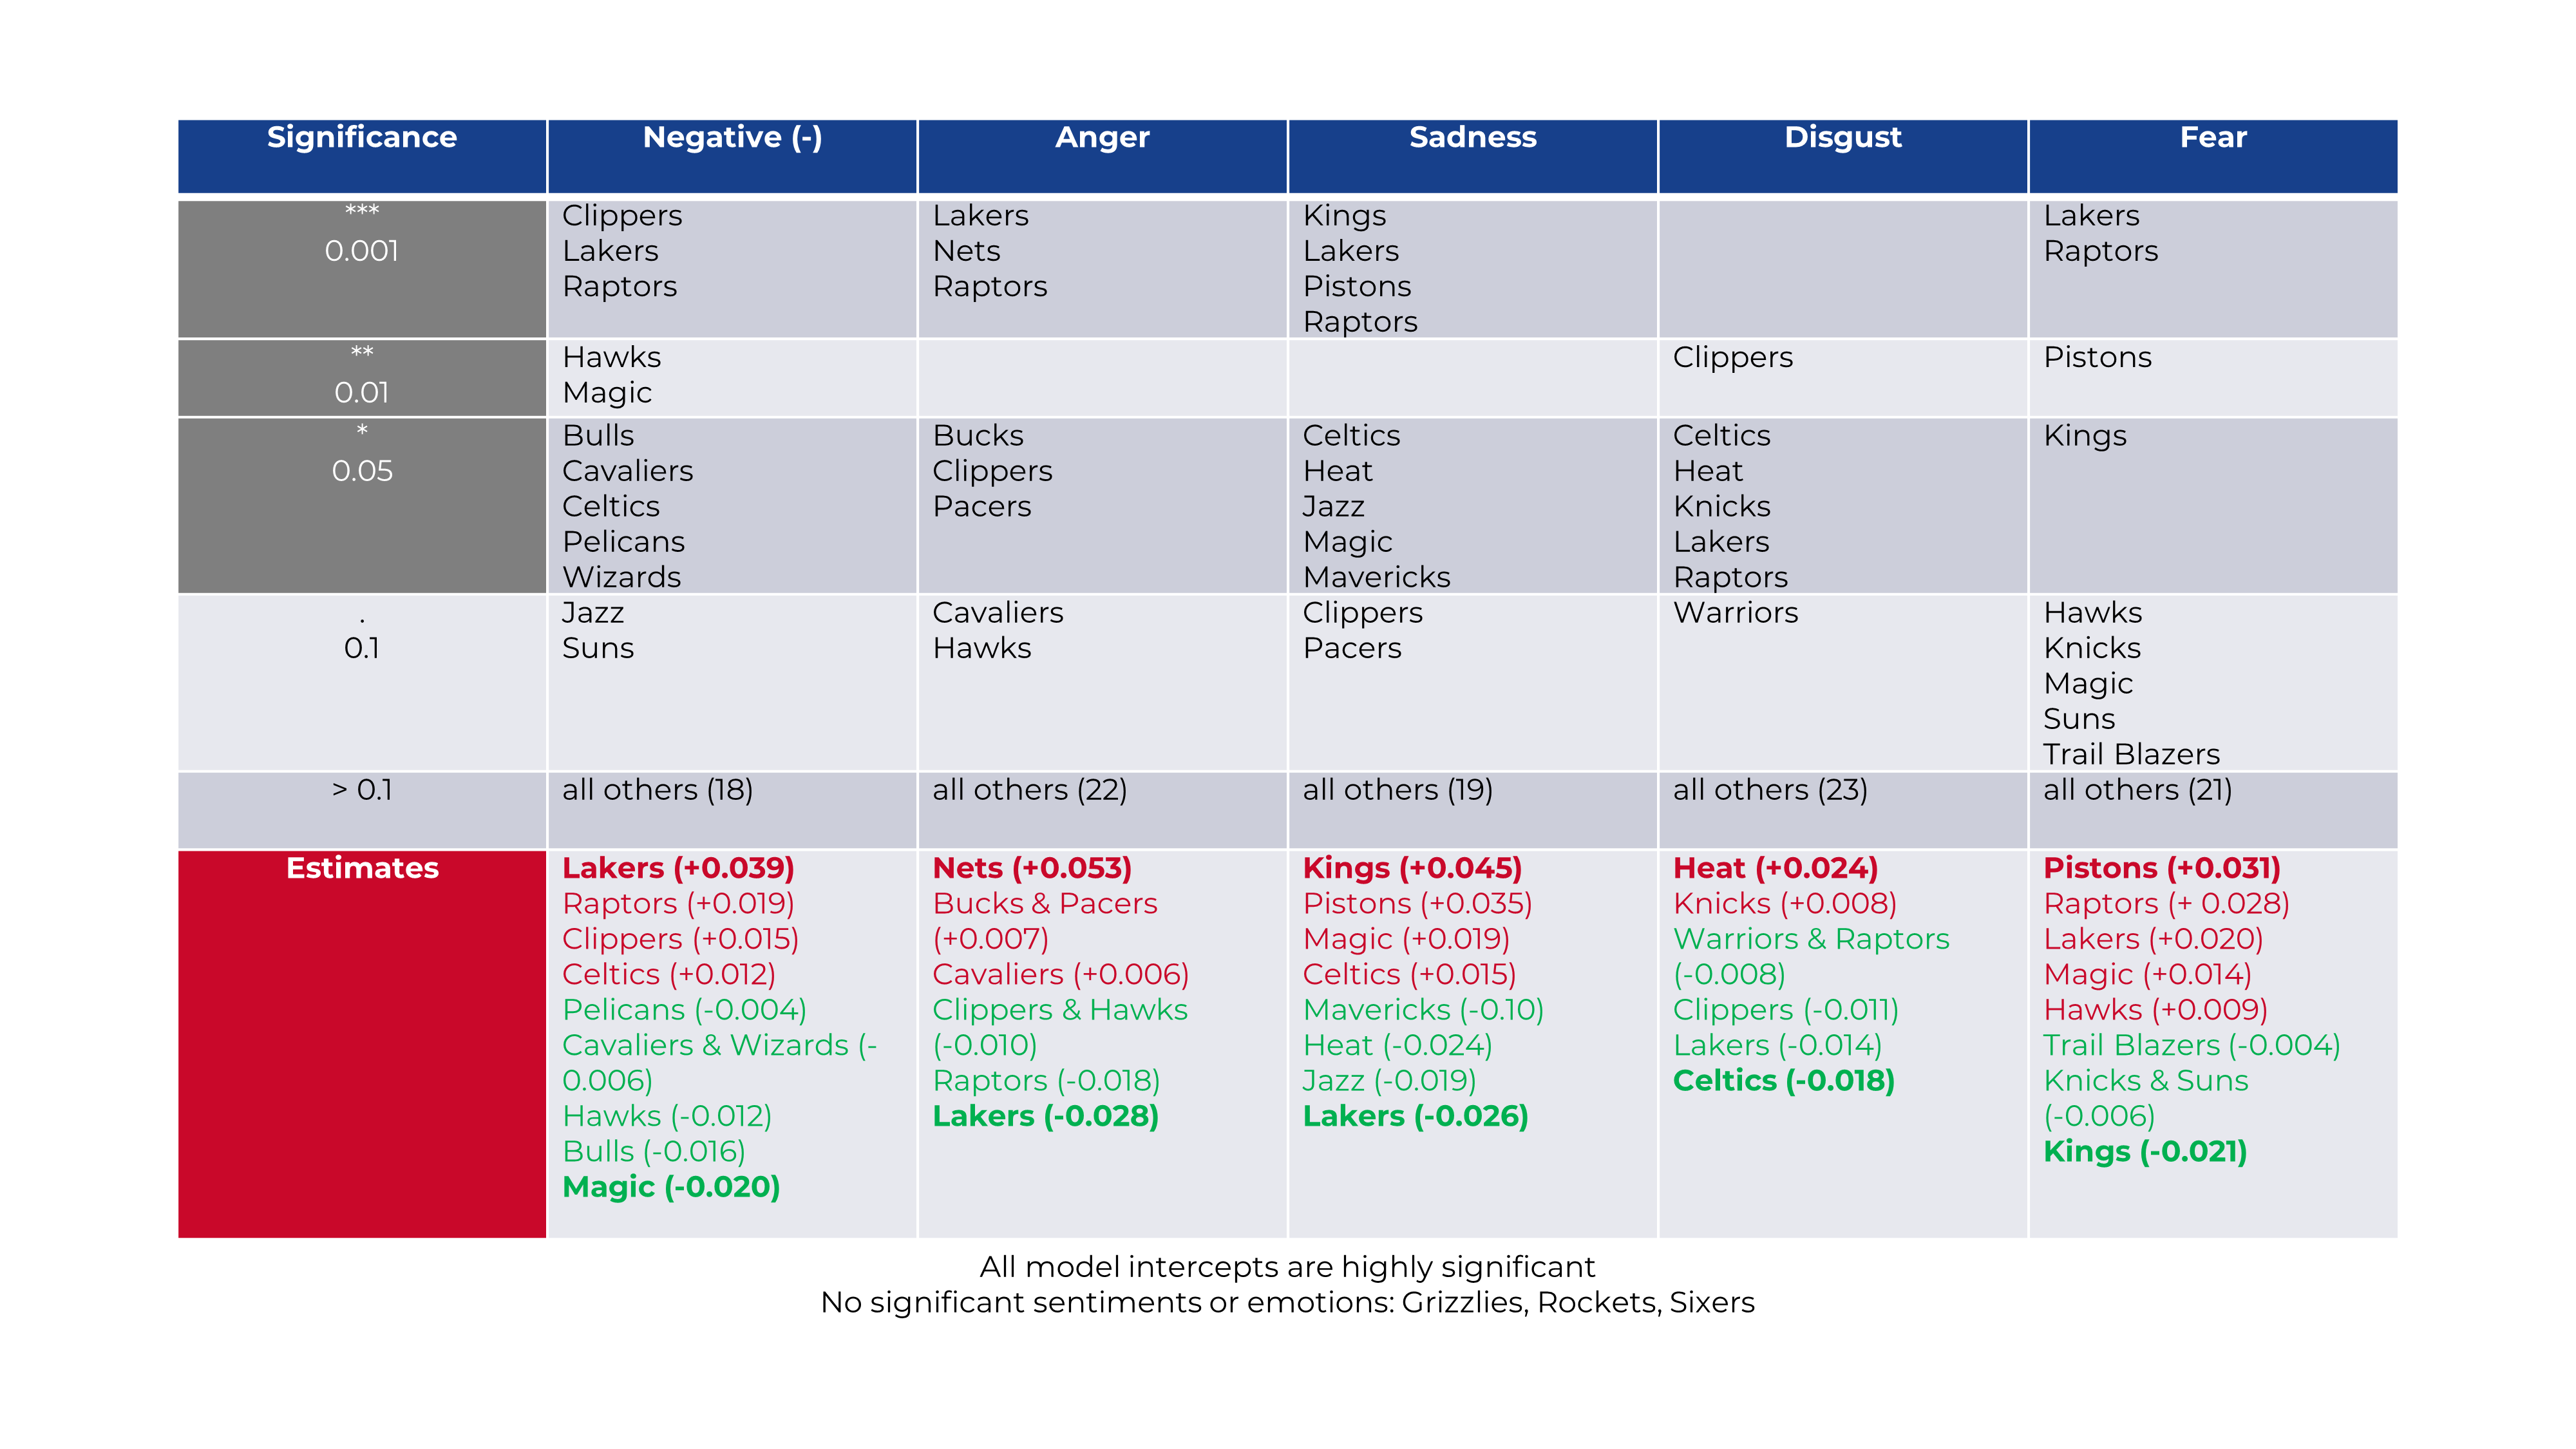 Significance
Negative (-)
Anger
Sadness
Disgust
Fear
***
0.001
Clippers
Lakers
Raptors
Lakers
Nets
Raptors
Kings
Lakers
Pistons
Raptors
Lakers
Raptors
**
0.01
Hawks
Magic
Clippers
Pistons
*
0.05
Bulls
Cavaliers
Celtics
Pelicans
Wizards
Bucks
Clippers
Pacers
Celtics
Heat
Jazz
Magic
Mavericks
Celtics
Heat
Knicks
Lakers
Raptors
Kings
.
0.1
Jazz
Suns
Cavaliers
Hawks
Clippers
Pacers
Warriors
Hawks
Knicks
Magic
Suns
Trail Blazers
> 0.1
all others (18)
all others (22)
all others (19)
all others (23)
all others (21)
Estimates
Lakers (+0.039)
Raptors (+0.019)
Clippers (+0.015)
Celtics (+0.012)
Pelicans (-0.004)
Cavaliers & Wizards (-
0.006)
Hawks (-0.012)
Bulls (-0.016)
Magic (-0.020)
Nets (+0.053)
Bucks & Pacers
(+0.007)
Cavaliers (+0.006)
Clippers & Hawks
(-0.010)
Raptors (-0.018)
Lakers (-0.028)
Kings (+0.045)
Pistons (+0.035)
Magic (+0.019)
Celtics (+0.015)
Mavericks (-0.10)
Heat (-0.024)
Jazz (-0.019)
Lakers (-0.026)
Heat (+0.024)
Knicks (+0.008)
Warriors & Raptors
(-0.008)
Clippers (-0.011)
Lakers (-0.014)
Celtics (-0.018)
Pistons (+0.031)
Raptors (+ 0.028)
Lakers (+0.020)
Magic (+0.014)
Hawks (+0.009)
Trail Blazers (-0.004)
Knicks & Suns
(-0.006)
Kings (-0.021)
All model intercepts are highly significant
No significant sentiments or emotions: Grizzlies, Rockets, Sixers